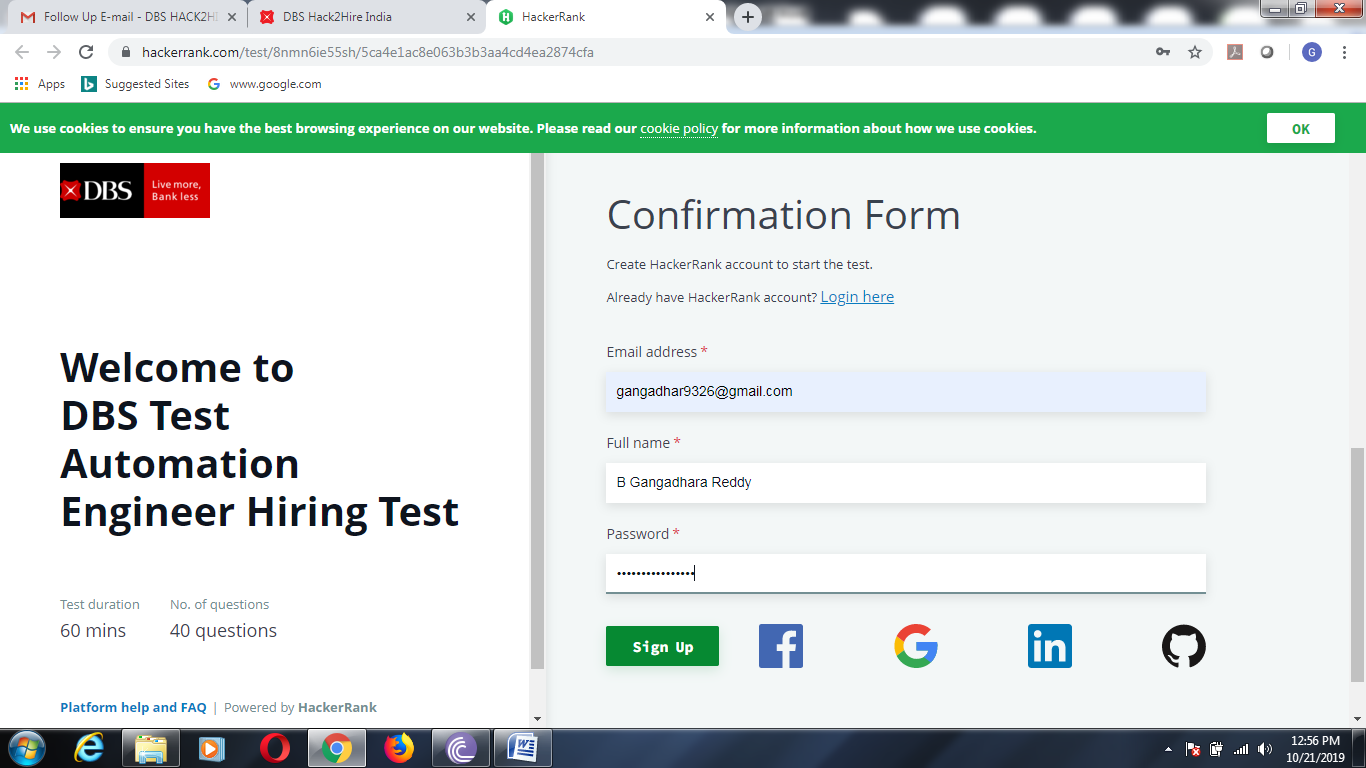 Follow Up E-mail - DBS HACK2HI
DBS Hack2Hire India
HackerRank
hackerrank.com/test/8nmn6ie55sh/5ca4e1ac8e063b3b3aa4cd4ea2874cfa
G
Apps
Suggested Sites
www.google.com
We use cookies to ensure you have the best browsing experience on our website. Please read our cookie policy for more information about how we use cookies.
OK
DBS
Live more,
Bank less
Welcome to
DBS Test
Automation
Engineer Hiring Test
Test duration
No. of questions
60 mins
40 questions
Platform help and FAQ | Powered by HackerRank
Confirmation Form
Create HackerRank account to start the test.
Already have HackerRank account? Login here
Email address *
gangadhar9326@gmail.com
Full name *
B Gangadhara Reddy
Password *
••••••••••••••••
Sign Up
12:56 PM
10/21/2019